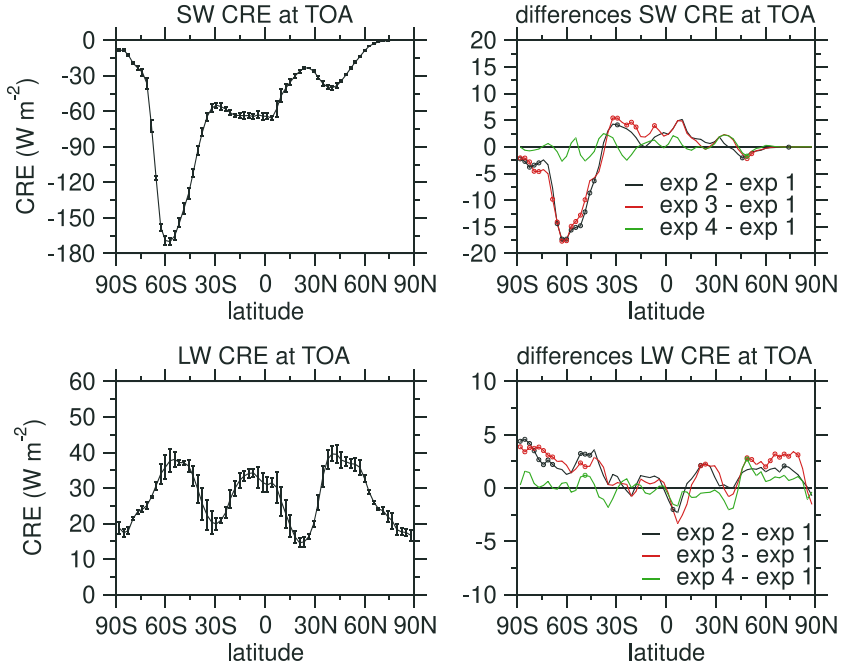 SW CRE at TOA
CRE (W m-2)
0
-30
-60
-90
-120
-150
-180
90S 60S 30S 0 30N 60N 90N
latitude
differences SW CRE at TOA
20
15
10
5
0
-5
-10
-15
-20
exp 2 - exp 1
exp 3 - exp 1
exp 4 - exp 1
90S 60S 30S 0 30N 60N 90N
latitude
LW CRE at TOA
CRE (W m-2)
60
50
40
30
20
10
0
90S 60S 30S 0 30N 60N 90N
latitude
differences LW CRE at TOA
10
5
0
-5
-10
exp 2 - exp 1
exp 3 - exp 1
exp 4 - exp 1
90S 60S 30S 0 30N 60N 90N
latitude